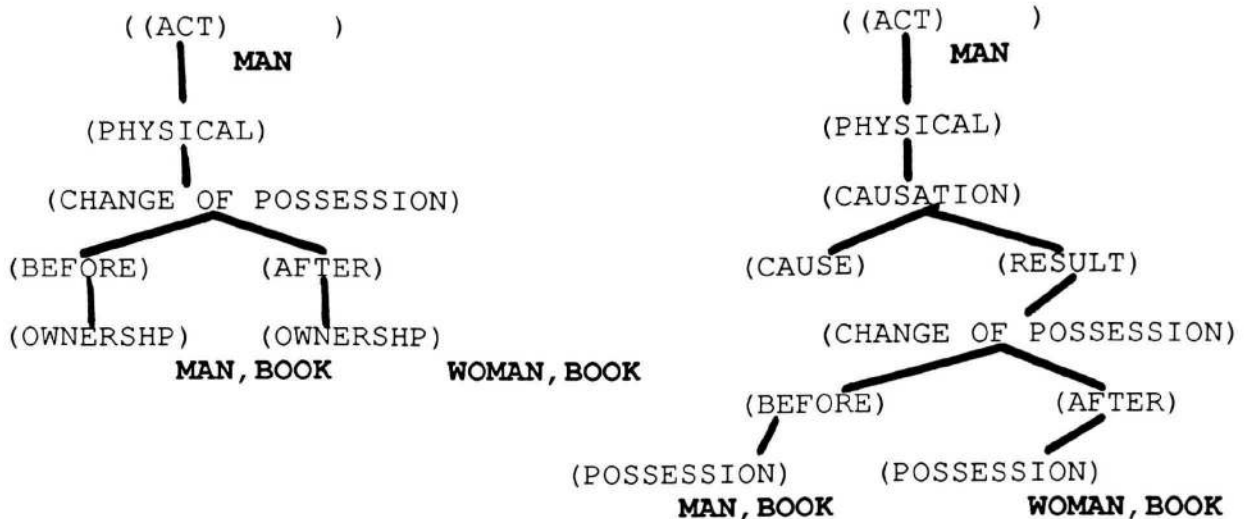 ((ACT) )
MAN
(PHYSICAL)
(CHANGE OF POSSESSION)
(BEFORE) (AFTER)
(OWNERSHP) (OWNERSHP)
MAN,BOOK WOMAN,BOOK
((ACT) )
MAN
(PHYSICAL)
(CAUSATION)
(CAUSE) (RESULT)
(CHANGE OF POSSESSION)
(BEFORE) (AFTER)
(POSSESSION) (POSSESSION)
MAN,BOOK WOMAN,BOOK